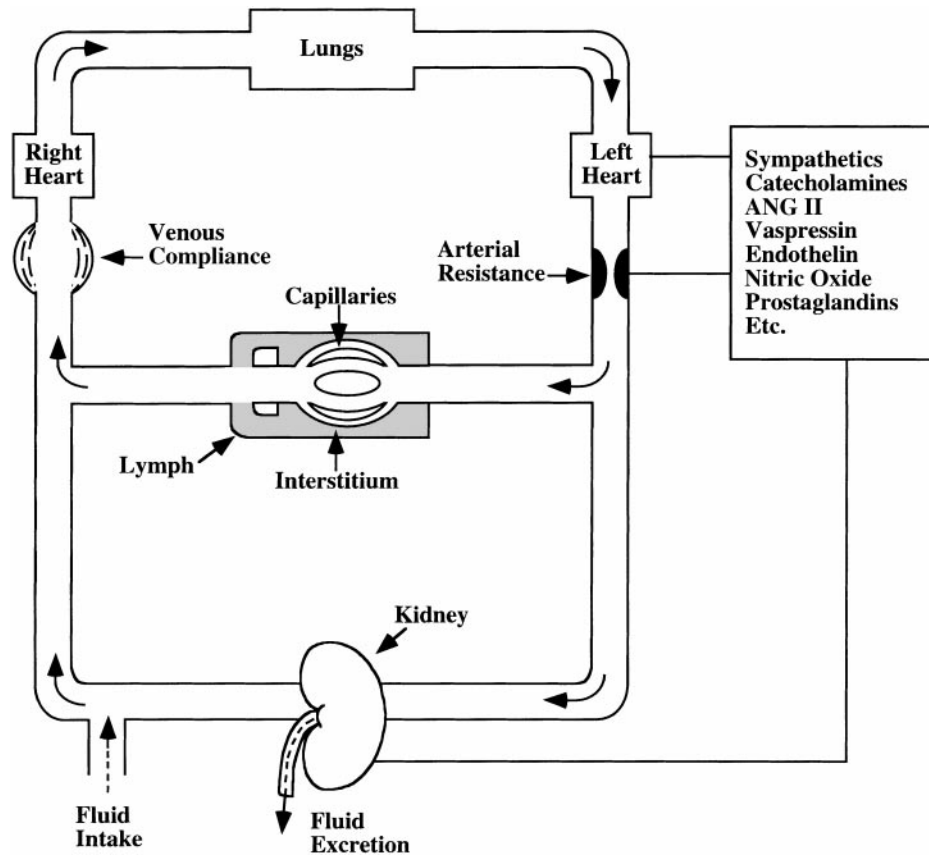 Lungs
Right
Heart
Left
Heart
Sympathetics
Catecholamines
ANG II
Vaspressin
Endothelin
Nitric Oxide
Prostaglandins
Etc.
Venous
Compliance
Arterial
Resistance
Capillaries
Lymph
Interstitium
Kidney
Fluid
Intake
Fluid
Excretion